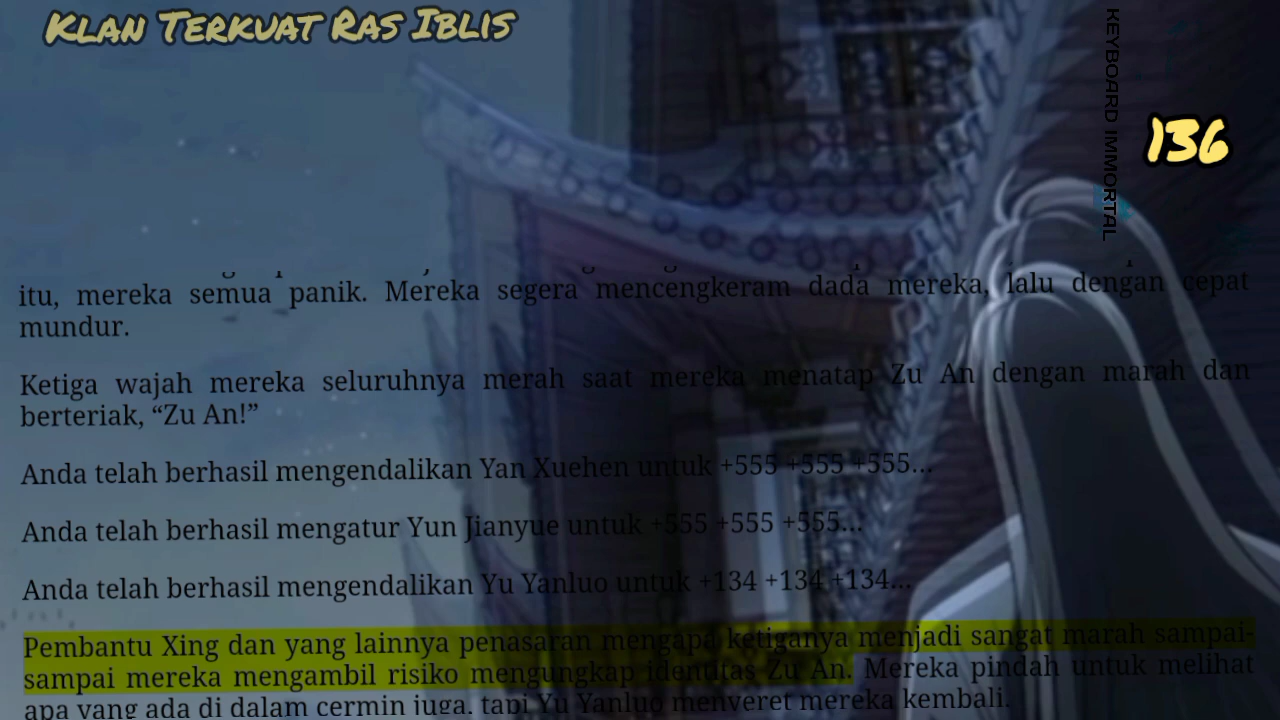 Klan Terkuat Ras Iblis
KEYBOARD IMMORTAL
136
itu, mereka semua panik. Mereka segera mencengkeram dada mereka, lalu dengan cepat
mundur.
Ketiga wajah mereka seluruhnya merah saat mereka menatap Zu An dengan marah dan
berteriak, “Zu An!”
Anda telah berhasil mengendalikan Yan Xuehen untuk +555 +555 +555...
Anda telah berhasil mengatur Yun Jianyue untuk +555 +555 +555...
Anda telah berhasil mengendalikan Yu Yanluo untuk +134 +134 +134...
Pembantu Xing dan yang lainnya penasaran mengapa ketiganya menjadi sangat marah sampai-
sampai mereka mengambil risiko mengungkap identitas Zu An. Mereka pindah untuk melihat
apa yang ada di dalam cermin juga, tapi Yu Yanluo menyeret mereka kembali.